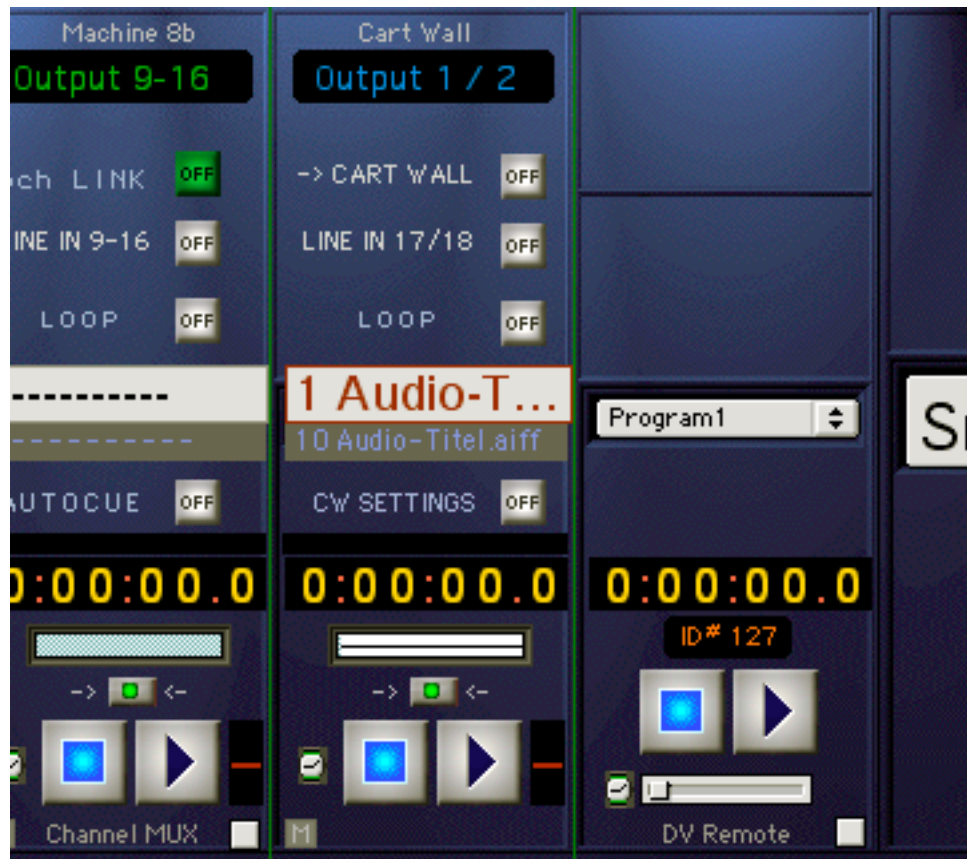 Machine 8b
Output 9-16
ch LINK
OFF
INE IN 9-16
OFF
LOOP
OFF
----------
----------
AUTOCUE
OFF
0:00:00.0
-> <-
Channel MUX
Cart Wall
Output 1 / 2
-> CART WALL
OFF
LINE IN 17/18
OFF
LOOP
OFF
1 Audio-T...
10 Audio-Titel.aiff
CW SETTINGS
OFF
0:00:00.0
-> <-
M
Program1
0:00:00.0
ID# 127
DV Remote